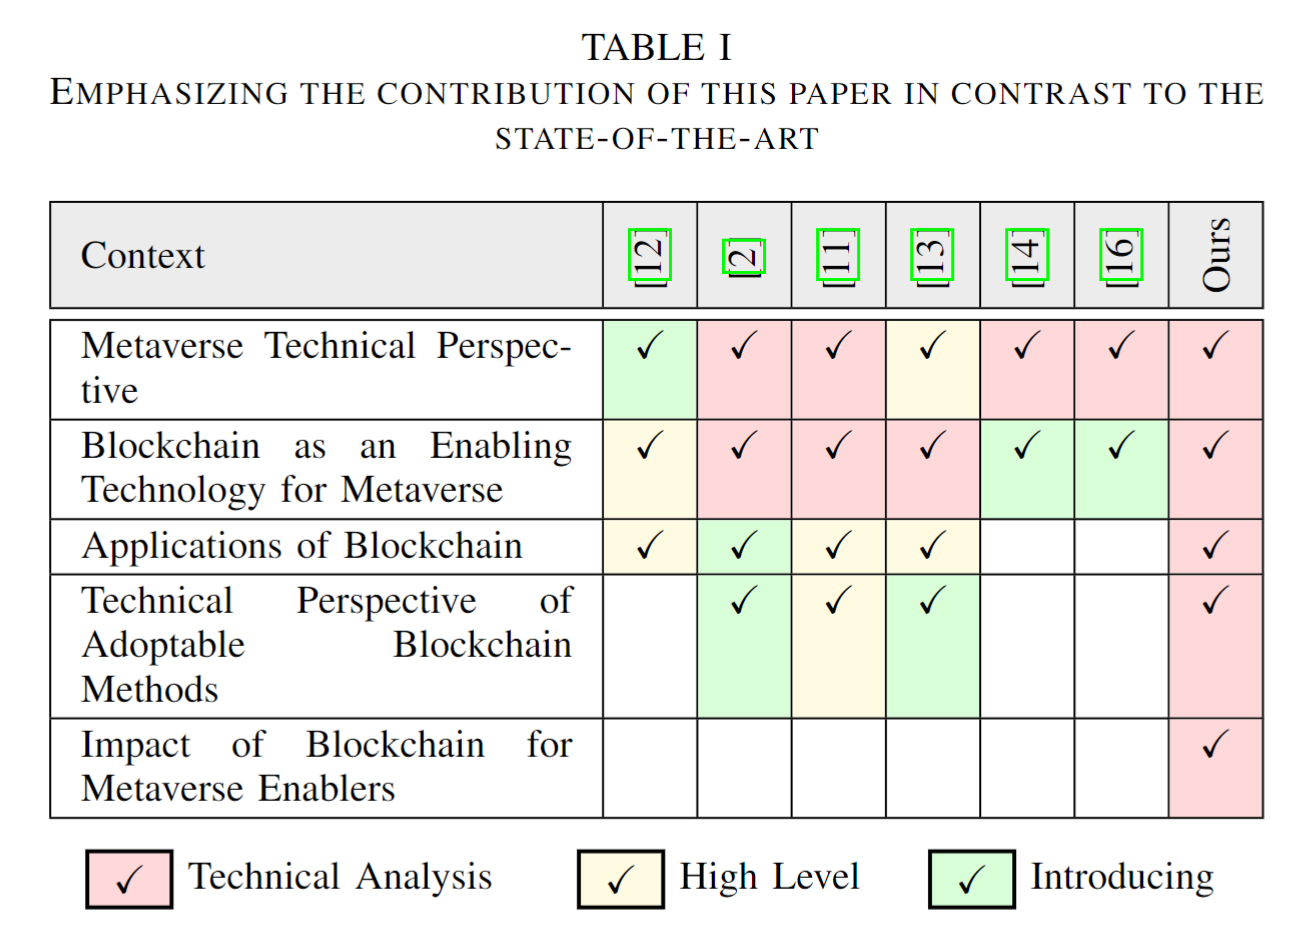 TABLE I
EMPHASIZING THE CONTRIBUTION OF THIS PAPER IN CONTRAST TO THE
STATE-OF-THE-ART
Context [12] [2] [11] [13] [14] [16] Ours
Metaverse Technical Perspec- ✓ ✓ ✓ ✓ ✓ ✓ ✓
tive
Blockchain as an Enabling ✓ ✓ ✓ ✓ ✓ ✓ ✓
Technology for Metaverse
Applications of Blockchain ✓ ✓ ✓ ✓ ✓
Technical Perspective of ✓ ✓ ✓ ✓
Adoptable Blockchain
Methods
Impact of Blockchain for ✓
Metaverse Enablers
✓ Technical Analysis ✓ High Level ✓ Introducing